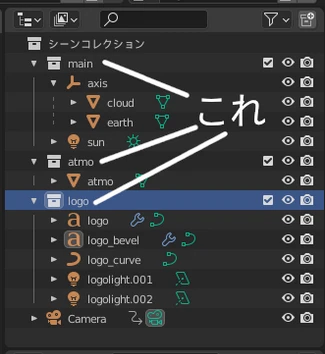 シーンコレクション
main
axis
cloud
earth
これ
sun
atmo
atmo
logo
a logo
a logo_bevel
logo_curve
logolight.001
logolight.002
Camera